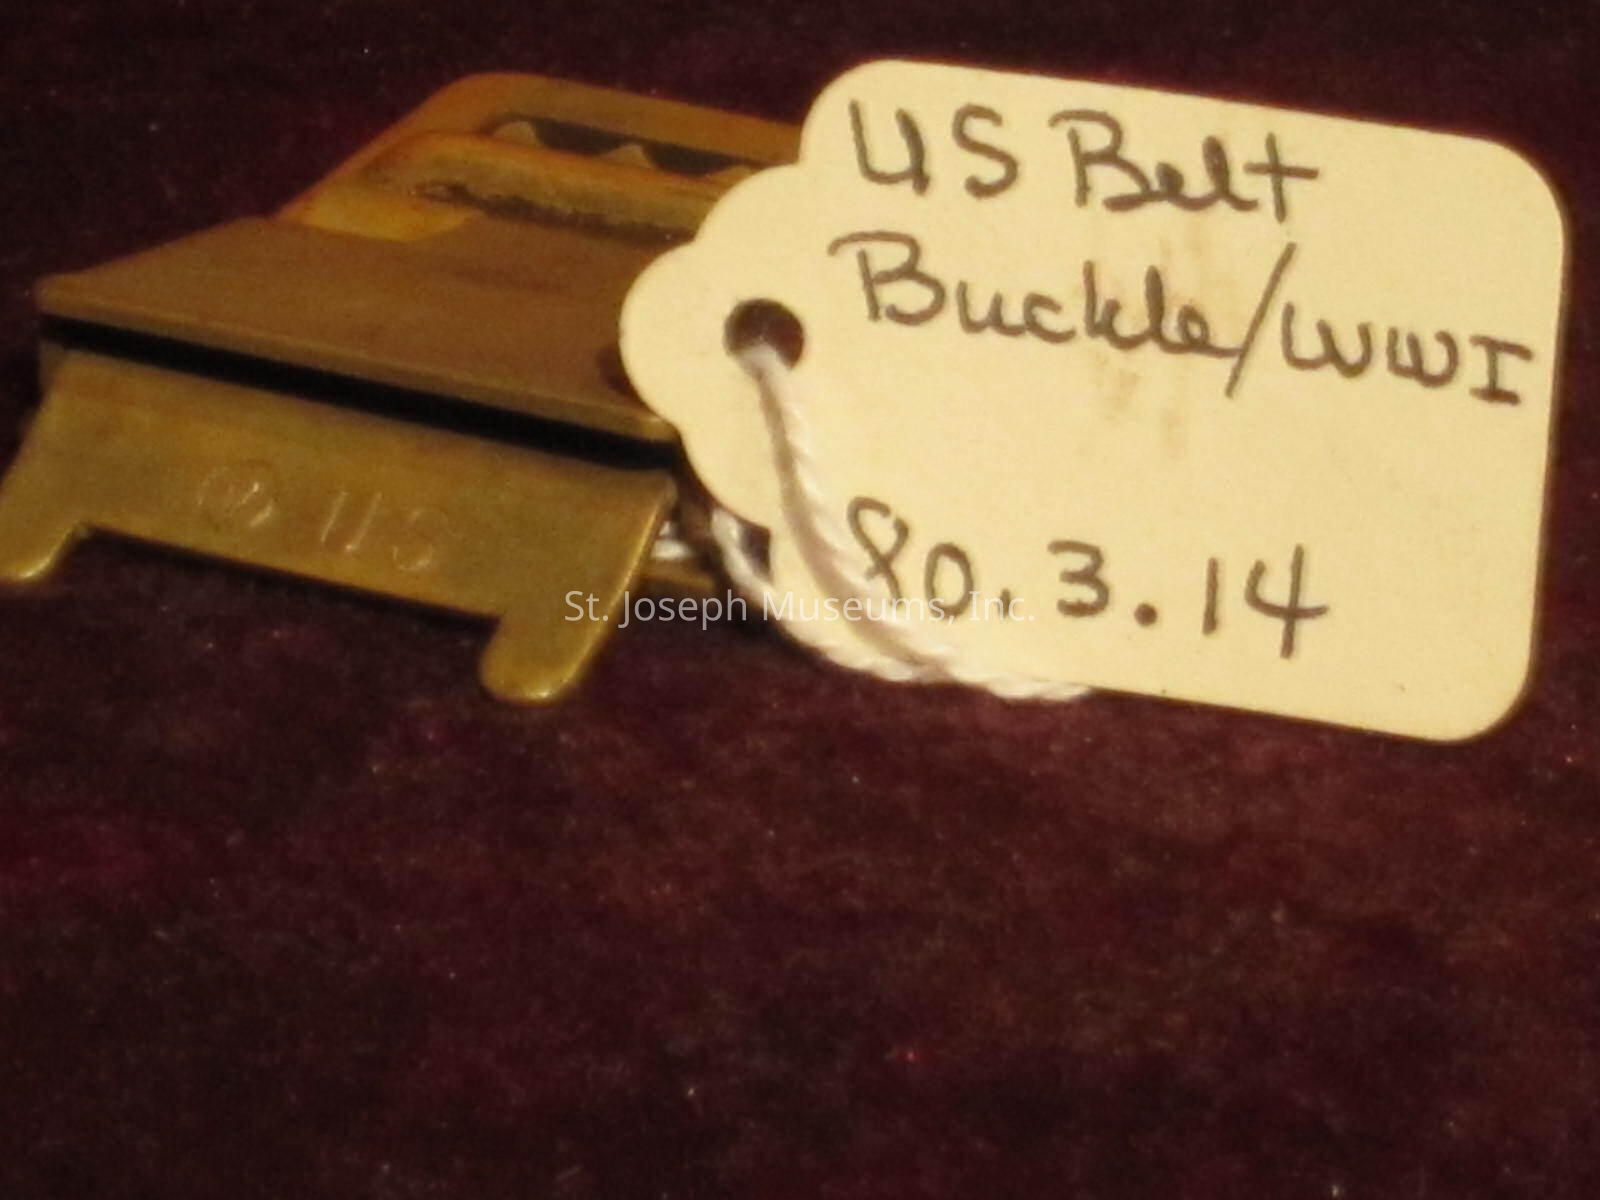 US Belt
Buckle/WWI
80.3.14
US
St. Joseph Museums, Inc.